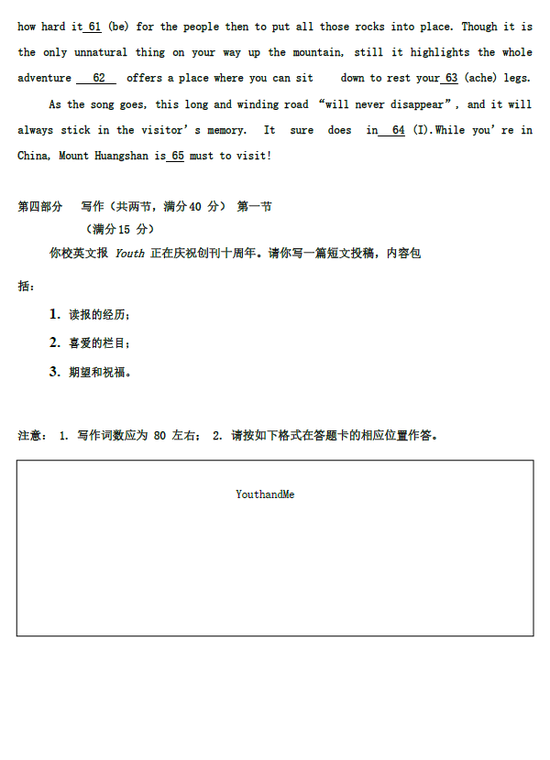 how hard it 61 (be) for the people then to put all those rocks into place. Though it is
the only unnatural thing on your way up the mountain, still it highlights the whole
adventure 62 offers a place where you can sit down to rest your 63 (ache) legs.
As the song goes, this long and winding road “will never disappear”, and it will
always stick in the visitor’s memory. It sure does in 64 (I).While you’re in
China, Mount Huangshan is 65 must to visit!
第四部分 写作（共两节，满分 40 分） 第一节
（满分 15 分）
你校英文报 Youth 正在庆祝创刊十周年。请你写一篇短文投稿，内容包
括：
1. 读报的经历；
2. 喜爱的栏目；
3. 期望和祝福。
注意： 1. 写作词数应为 80 左右； 2. 请按如下格式在答题卡的相应位置作答。
YouthandMe